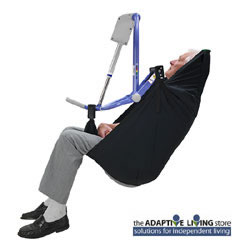 the ADAPTIVE LIVING store
solutions for independent living